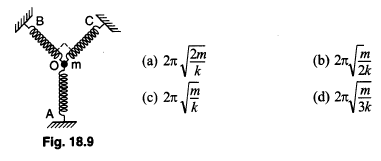 B
C
O
m
A
Fig. 18.9
(a) 2π √(2m/k)
(b) 2π √(m/2k)
(c) 2π √(m/k)
(d) 2π √(m/3k)